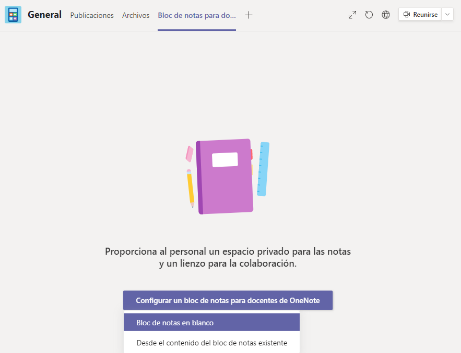 General Publicaciones Archivos Bloc de notas para do... Reunirse
Proporciona al personal un espacio privado para las notas
y un lienzo para la colaboración.
Configurar un bloc de notas para docentes de OneNote
Bloc de notas en blanco
Desde el contenido del bloc de notas existente